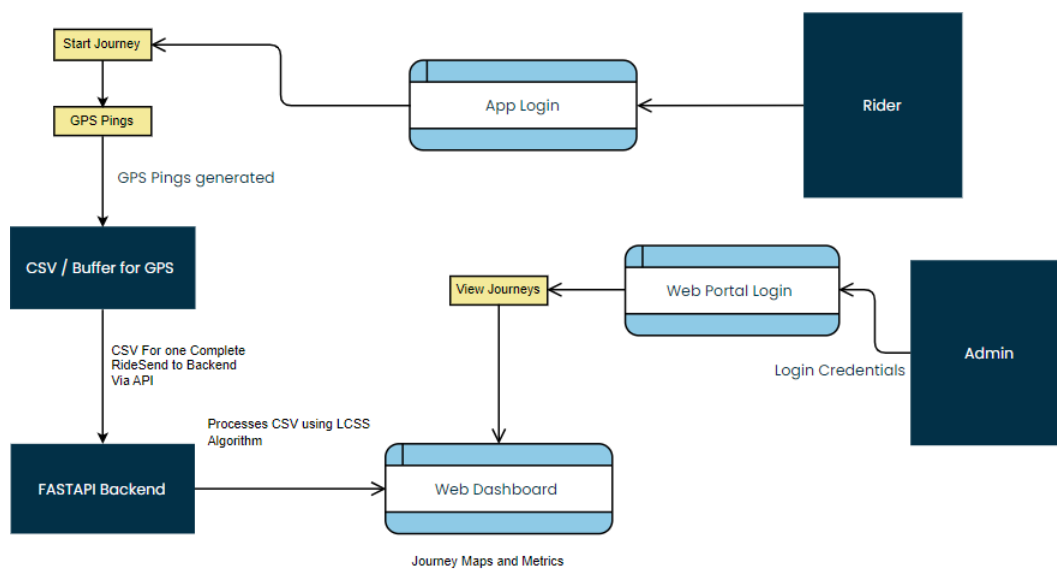 Start Journey
App Login
Rider
GPS Pings
GPS Pings generated
CSV / Buffer for GPS
View Journeys
Web Portal Login
Admin
Login Credentials
CSV For one Complete
RideSend to Backend
Via API
Processes CSV using LCSS
Algorithm
FASTAPI Backend
Web Dashboard
Journey Maps and Metrics